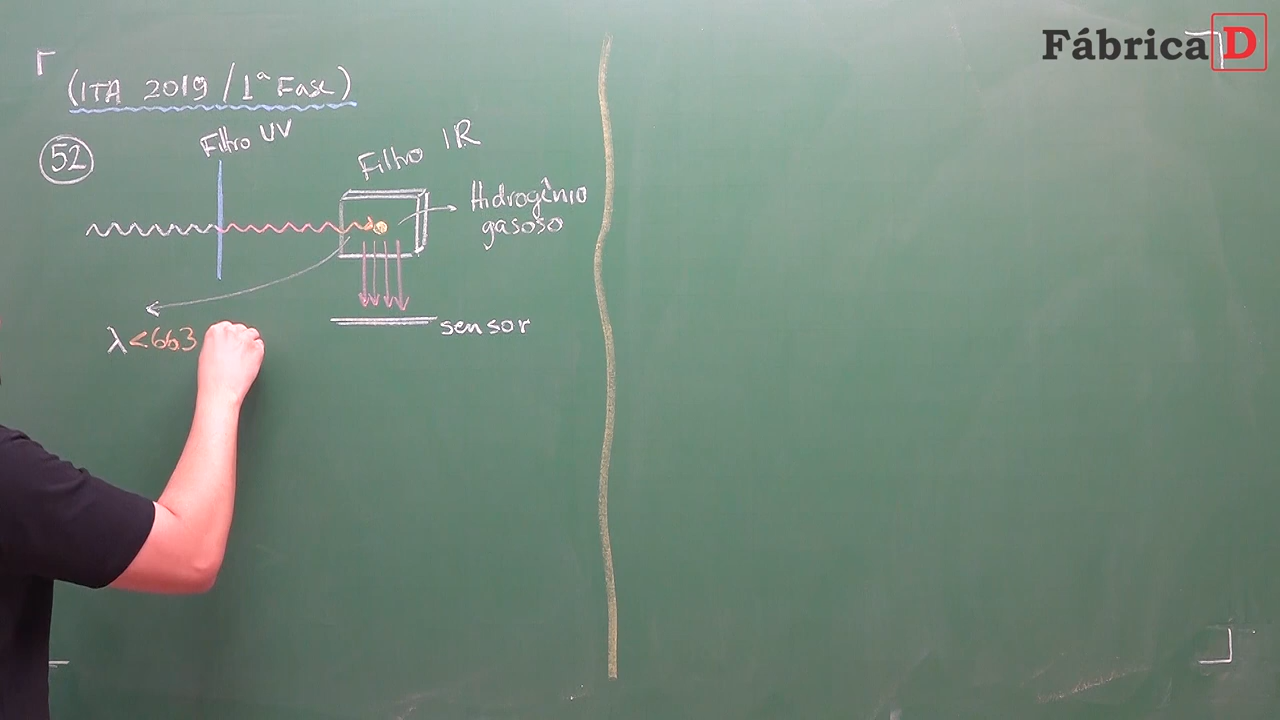 Fábrica D
(ITA 2019 / 1ª Fase)
52
Filtro UV
Filtro IR
Hidrogênio
gasoso
sensor
λ < 663